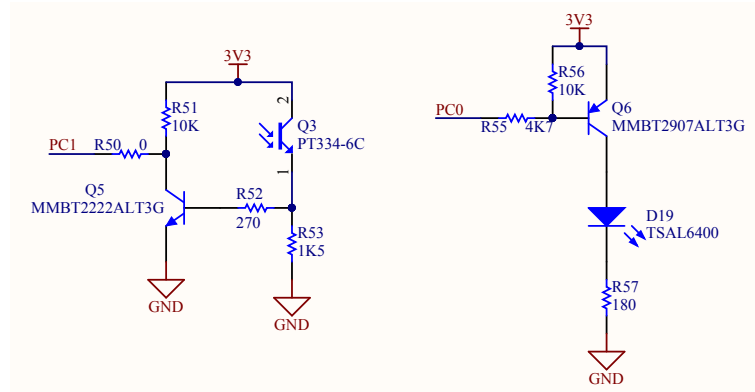 3V3
R51
10K
2
Q3
PT334-6C
PC1
R50
0
1
Q5
MMBT2222ALT3G
R52
270
R53
1K5
GND
GND
3V3
R56
10K
Q6
MMBT2907ALT3G
PC0
R55
4K7
D19
TSAL6400
R57
180
GND